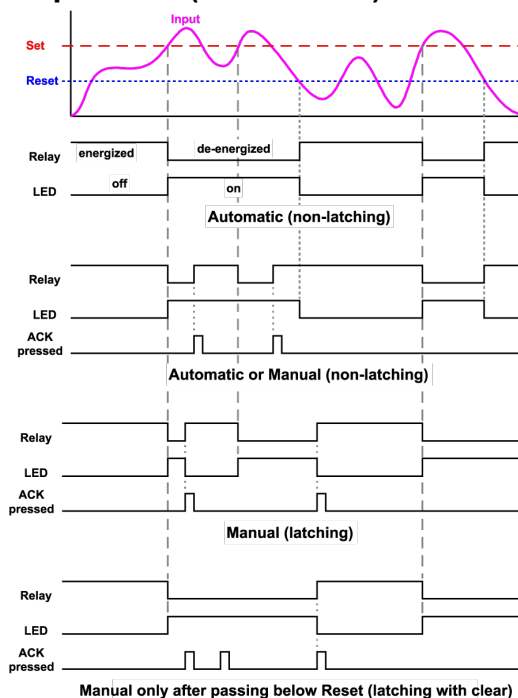 Input
Set
Reset
energized
de-energized
Relay
off
on
LED
Automatic (non-latching)
Relay
LED
ACK
pressed
Automatic or Manual (non-latching)
Relay
LED
ACK
pressed
Manual (latching)
Relay
LED
ACK
pressed
Manual only after passing below Reset (latching with clear)